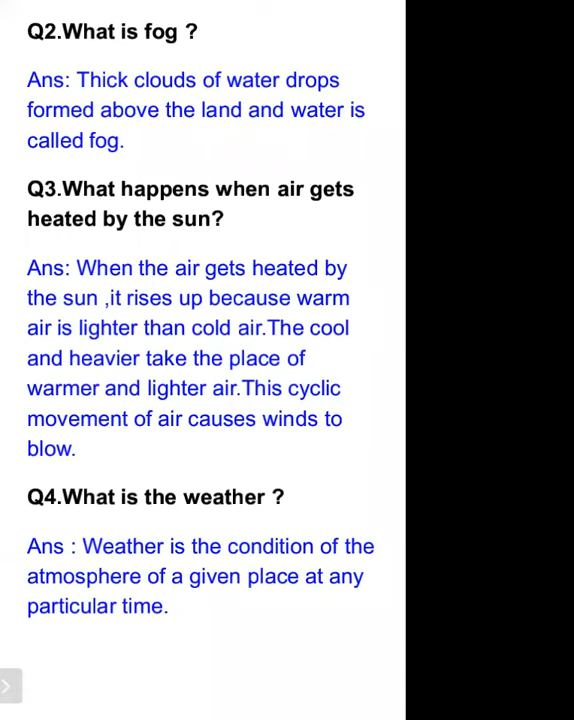 Q2.What is fog ?
Ans: Thick clouds of water drops
formed above the land and water is
called fog.
Q3.What happens when air gets
heated by the sun?
Ans: When the air gets heated by
the sun ,it rises up because warm
air is lighter than cold air.The cool
and heavier take the place of
warmer and lighter air.This cyclic
movement of air causes winds to
blow.
Q4.What is the weather ?
Ans : Weather is the condition of the
atmosphere of a given place at any
particular time.